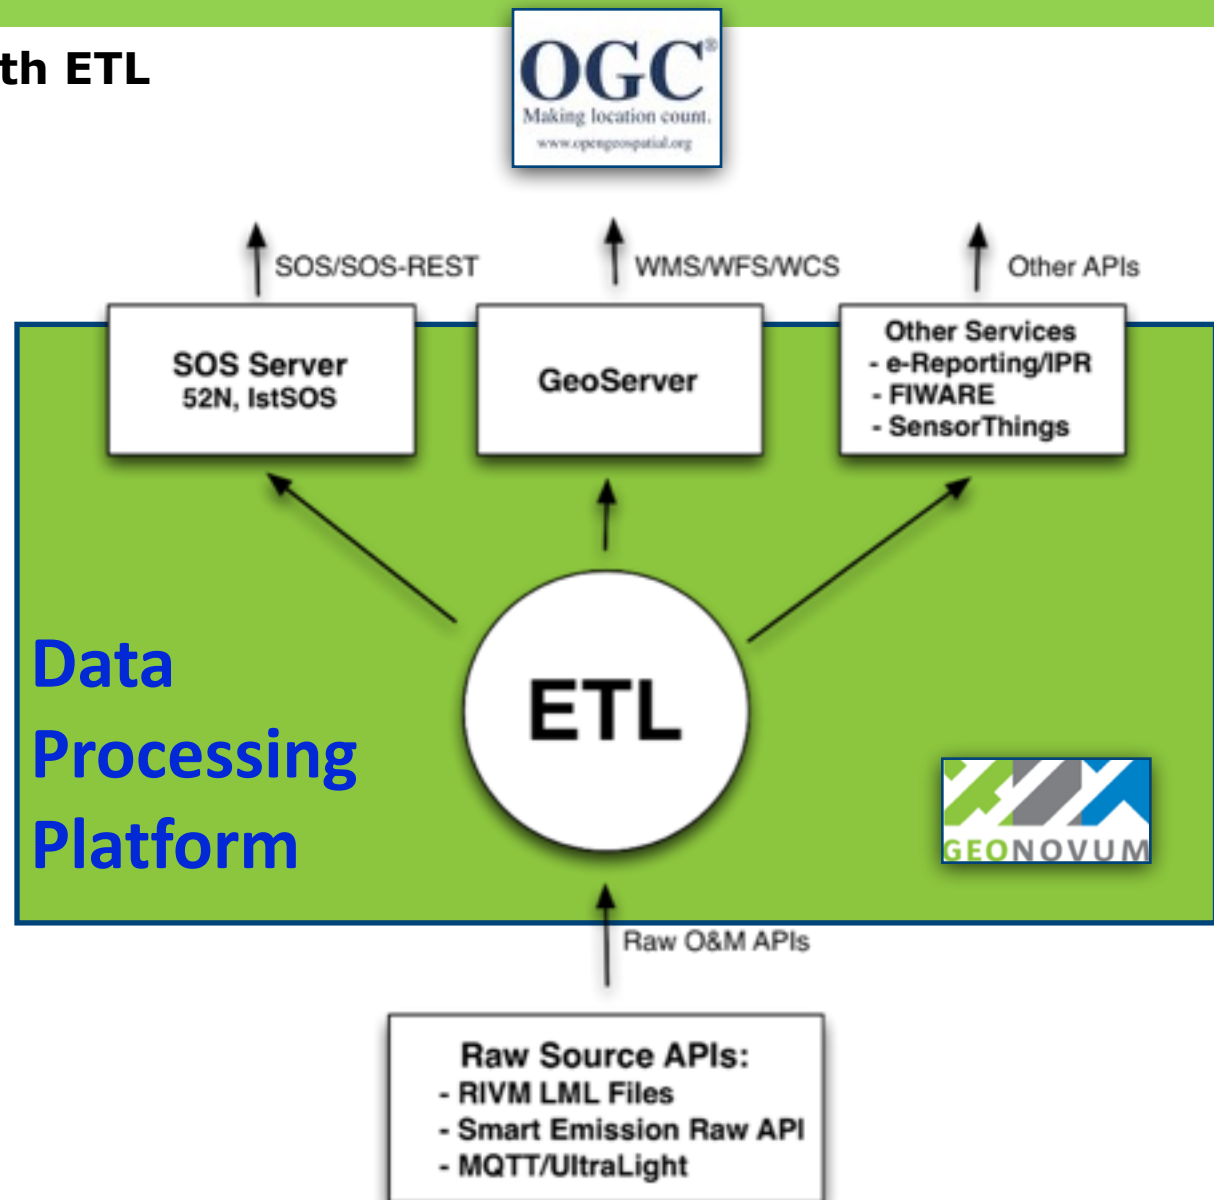 th ETL
OGC®
Making location count.
www.opengeospatial.org
SOS/SOS-REST
WMS/WFS/WCS
Other APIs
SOS Server
52N, IstSOS
GeoServer
Other Services
- e-Reporting/IPR
- FIWARE
- SensorThings
Data
Processing
Platform
ETL
GEONOVUM
Raw O&M APIs
Raw Source APIs:
- RIVM LML Files
- Smart Emission Raw API
- MQTT/UltraLight